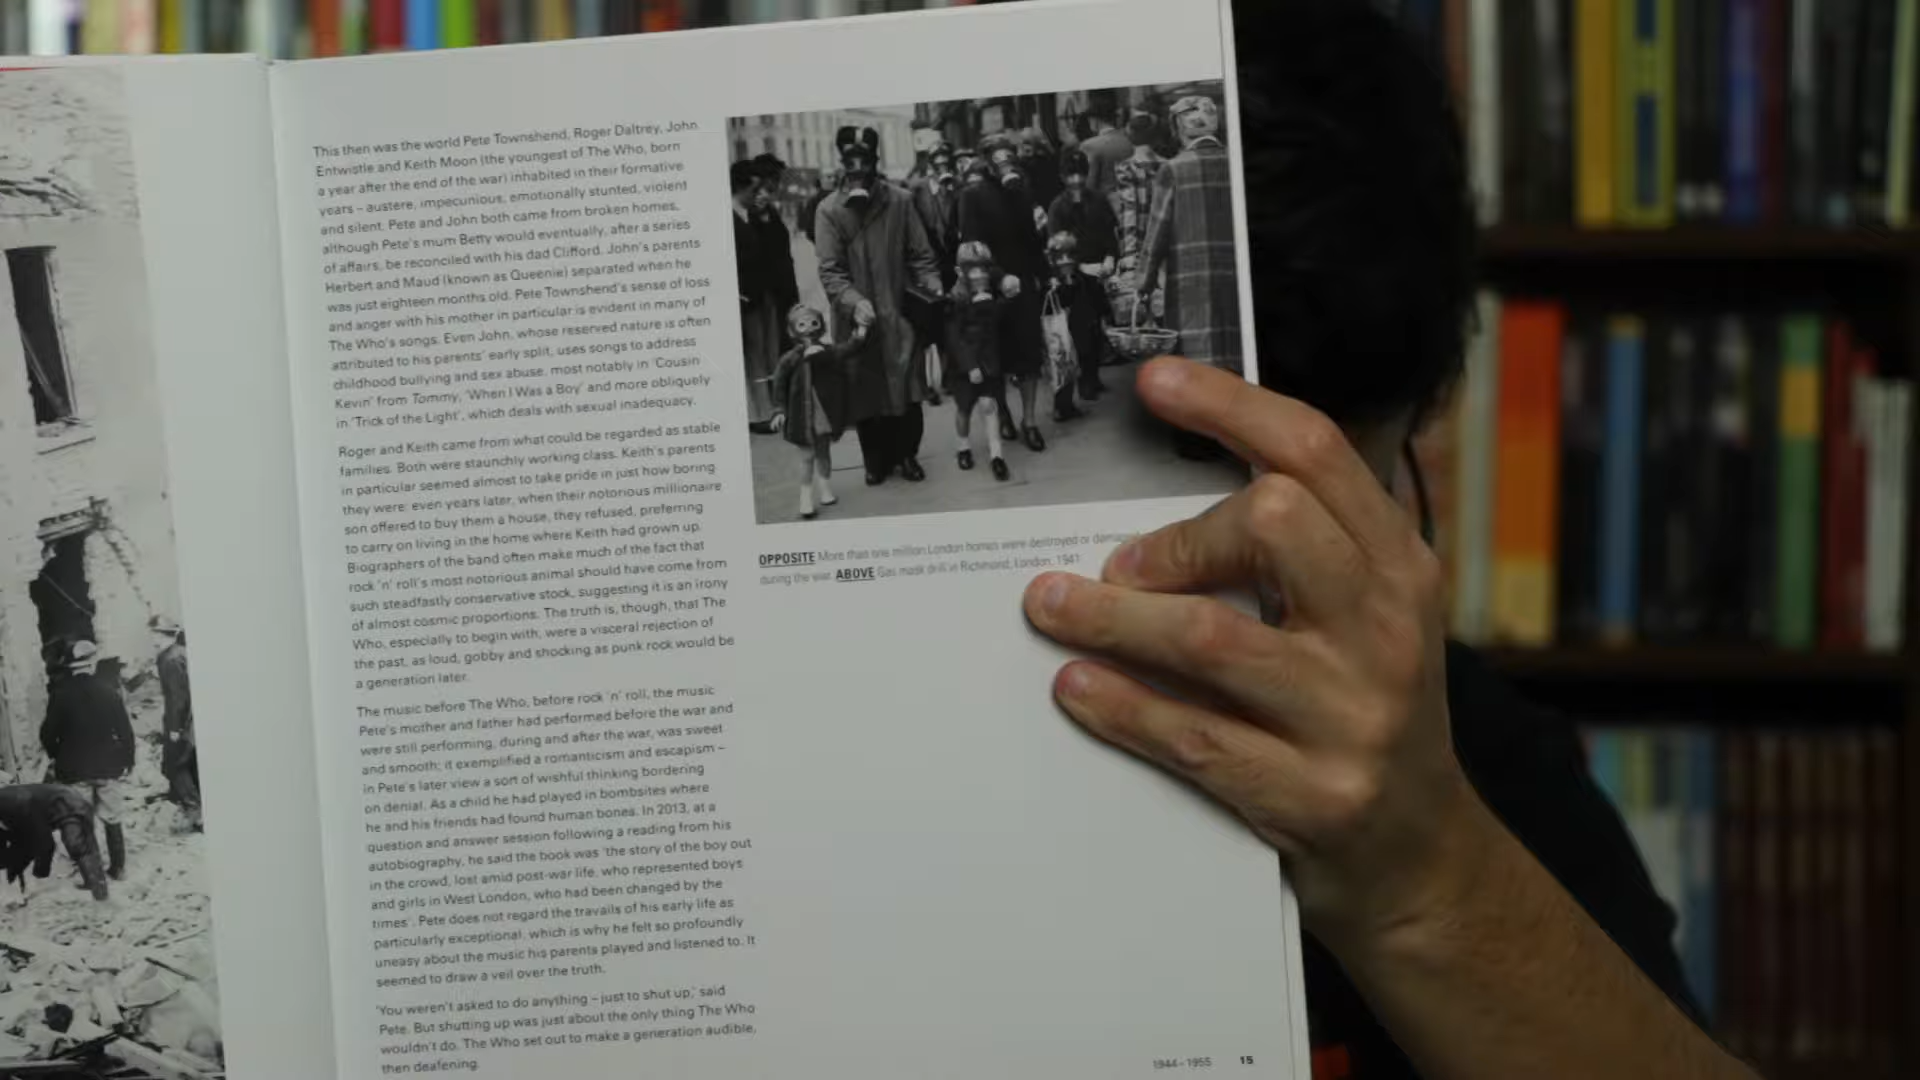 This then was the world Pete Townshend, Roger Daltrey, John
Entwistle and Keith Moon (the youngest of The Who, born
a year after the end of the war) inhabited in their formative
years – austere, impecunious, emotionally stunted, violent
and silent. Pete and John both came from broken homes,
although Pete's mum Betty would eventually, after a series
of affairs, be reconciled with his dad Clifford. John's parents
Herbert and Maud (known as Queenie) separated when he
was just eighteen months old. Pete Townshend's sense of loss
and anger with his mother in particular is evident in many of
The Who's songs. Even John, whose reserved nature is often
attributed to his parents' early split, uses songs to address
childhood bullying and sex abuse, most notably in 'Cousin
Kevin' from Tommy, 'When I Was a Boy' and more obliquely
in 'Trick of the Light', which deals with sexual inadequacy.
Roger and Keith came from what could be regarded as stable
families. Both were staunchly working class. Keith's parents
in particular seemed almost to take pride in just how boring
they were: even years later, when their notorious millionaire
son offered to buy them a house, they refused, preferring
to carry on living in the home where Keith had grown up.
Biographers of the band often make much of the fact that
rock 'n' roll's most notorious animal should have come from
such steadfastly conservative stock, suggesting it is an irony
of almost cosmic proportions. The truth is, though, that The
Who, especially to begin with, were a visceral rejection of
the past, as loud, gobby and shocking as punk rock would be
a generation later.
The music before The Who, before rock 'n' roll, the music
Pete's mother and father had performed before the war and
were still performing, during and after the war, was sweet
and smooth; it exemplified a romanticism and escapism –
in Pete's later view a sort of wishful thinking bordering
on denial. As a child he had played in bombsites where
he and his friends had found human bones. In 2013, at a
question and answer session following a reading from his
autobiography, he said the book was 'the story of the boy out
in the crowd, lost amid post-war life, who represented boys
and girls in West London, who had been changed by the
times'. Pete does not regard the travails of his early life as
particularly exceptional, which is why he felt so profoundly
uneasy about the music his parents played and listened to. It
seemed to draw a veil over the truth.
'You weren't asked to do anything – just to shut up,' said
Pete. But shutting up was just about the only thing The Who
wouldn't do. The Who set out to make a generation audible,
then deafening.
OPPOSITE More than one million London homes were destroyed or damaged
during the war. ABOVE Gas mask drill in Richmond, London, 1941.
1944–1955 15